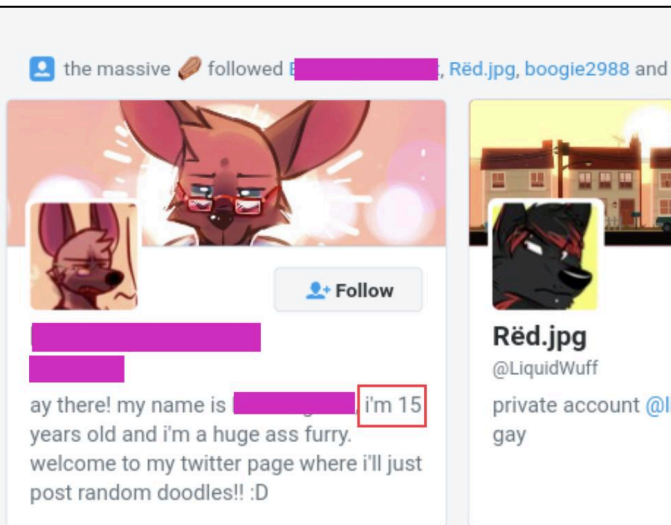 the massive followed , Rëd.jpg, boogie2988 and
Follow
ay there! my name is , i'm 15
years old and i'm a huge ass furry.
welcome to my twitter page where i'll just
post random doodles!! :D
Rëd.jpg
@LiquidWuff
private account
gay